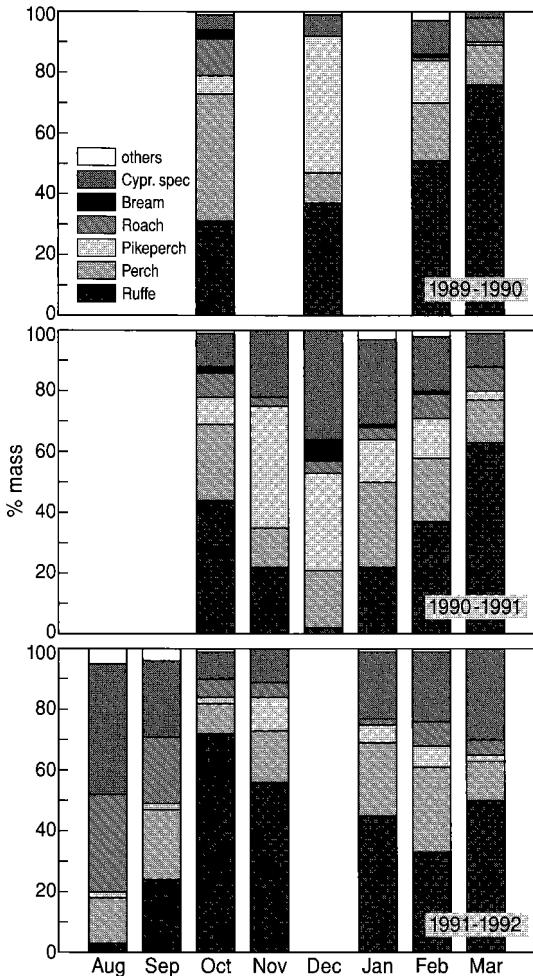 100
80
60
40
20
0
others
Cypr. spec
Bream
Roach
Pikeperch
Perch
Ruffe
1989-1990
100
80
60
40
20
0
% mass
1990-1991
100
80
60
40
20
0
1991-1992
Aug Sep Oct Nov Dec Jan Feb Mar